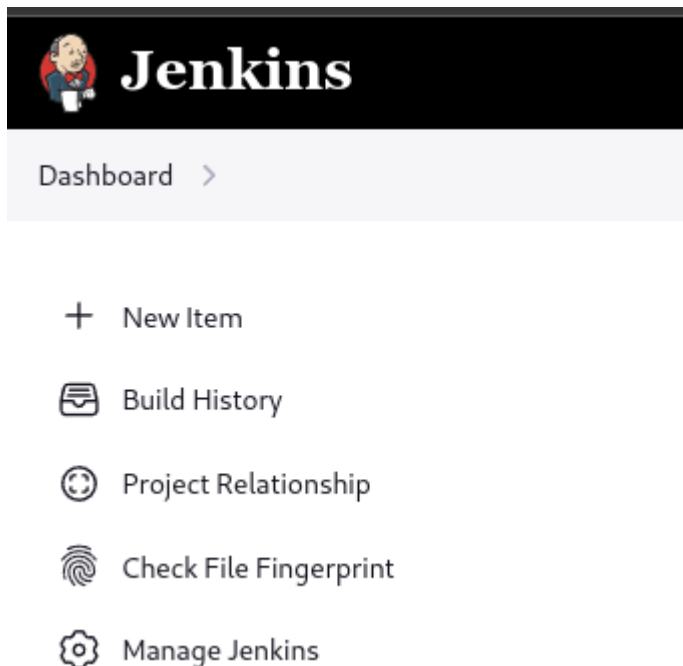 Jenkins
Dashboard
New Item
Build History
Project Relationship
Check File Fingerprint
Manage Jenkins